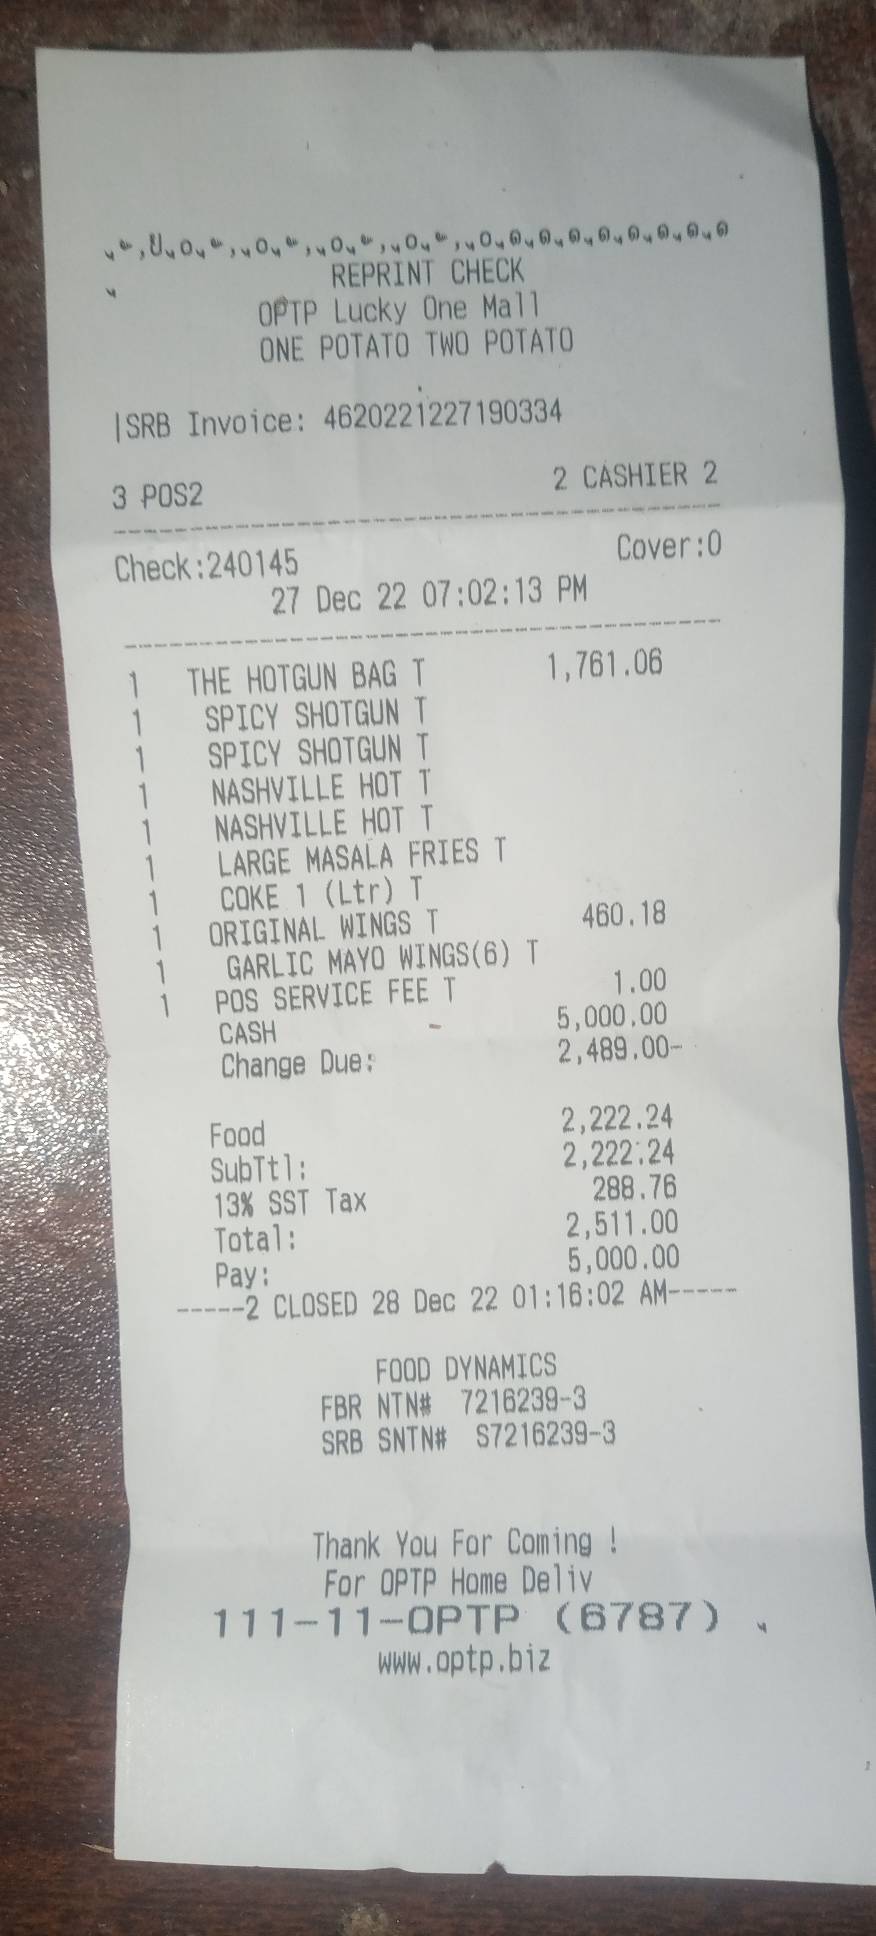 REPRINT CHECK
OPTP Lucky One Mall
ONE POTATO TWO POTATO
|SRB Invoice: 4620221227190334
3 POS2 2 CASHIER 2
Check:240145 Cover:0
27 Dec 22 07:02:13 PM
1 THE HOTGUN BAG T 1,761.06
1 SPICY SHOTGUN T
1 SPICY SHOTGUN T
1 NASHVILLE HOT T
1 NASHVILLE HOT T
1 LARGE MASALA FRIES T
1 COKE 1 (Ltr) T
1 ORIGINAL WINGS T 460.18
1 GARLIC MAYO WINGS(6) T
1 POS SERVICE FEE T 1.00
CASH 5,000.00
Change Due: 2,489.00-
Food 2,222.24
SubTtl: 2,222.24
13% SST Tax 288.76
Total: 2,511.00
Pay: 5,000.00
-----2 CLOSED 28 Dec 22 01:16:02 AM-----
FOOD DYNAMICS
FBR NTN# 7216239-3
SRB SNTN# S7216239-3
Thank You For Coming !
For OPTP Home Deliv
111-11-OPTP (6787)
www.optp.biz